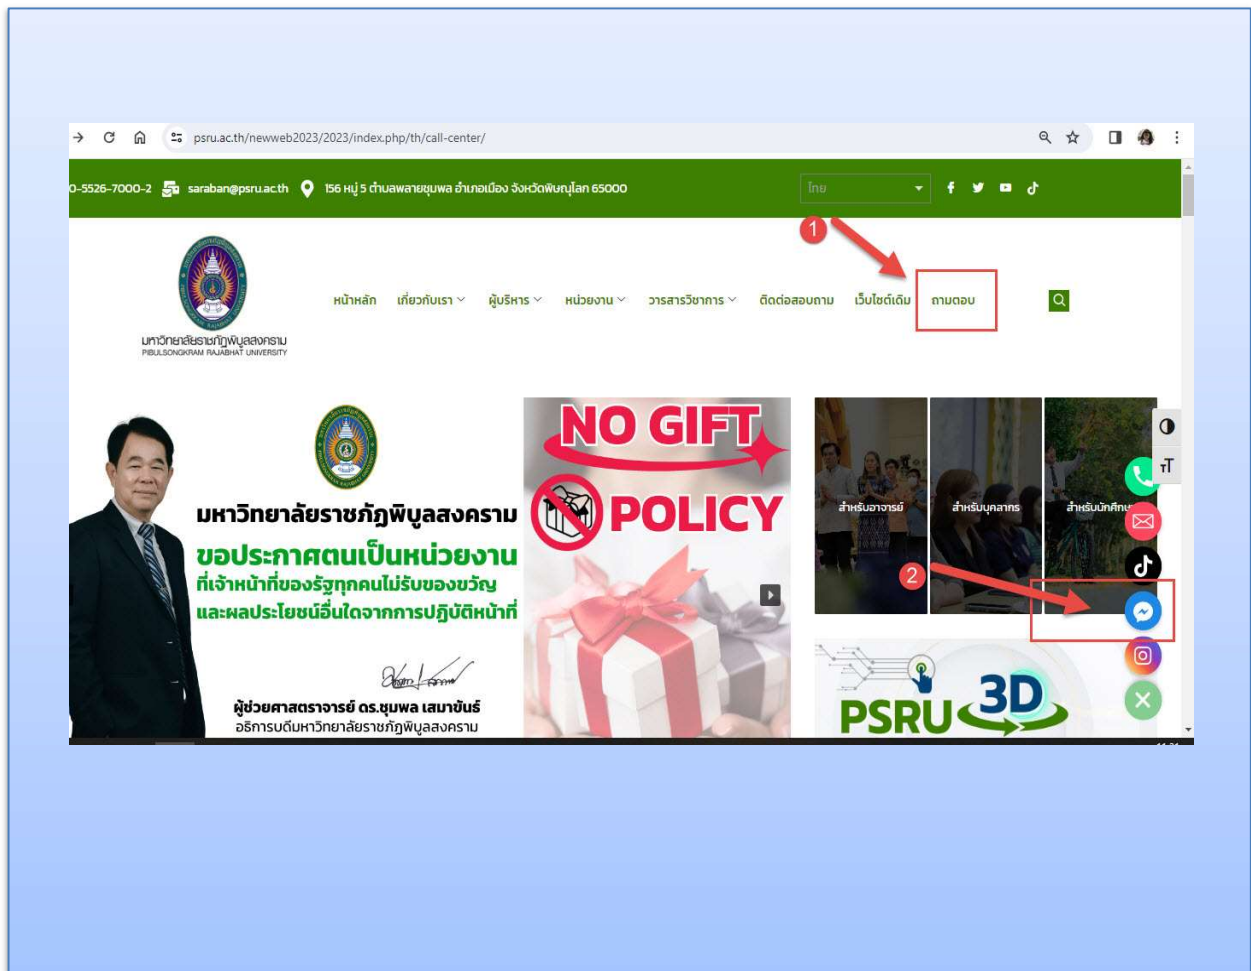 psru.ac.th/newweb2023/2023/index.php/th/call-center/
0-5526-7000-2 saraban@psru.ac.th 156 หมู่ 5 ตำบลพลายชุมพล อำเภอเมือง จังหวัดพิษณุโลก 65000 ไทย
1
หน้าหลัก เกี่ยวกับเรา ผู้บริหาร หน่วยงาน วารสารวิชาการ ติดต่อสอบถาม เว็บไซต์เดิม ถามตอบ
มหาวิทยาลัยราชภัฏพิบูลสงคราม
PIBULSONGKRAM RAJABHAT UNIVERSITY
มหาวิทยาลัยราชภัฏพิบูลสงคราม
ขอประกาศตนเป็นหน่วยงาน
ที่เจ้าหน้าที่ของรัฐทุกคนไม่รับของขวัญ
และผลประโยชน์อื่นใดจากการปฏิบัติหน้าที่
ผู้ช่วยศาสตราจารย์ ดร.ชุมพล เสมาขันธ์
อธิการบดีมหาวิทยาลัยราชภัฏพิบูลสงคราม
NO GIFT
POLICY
สำหรับอาจารย์ สำหรับบุคลากร สำหรับนักศึกษา
2
PSRU 3D